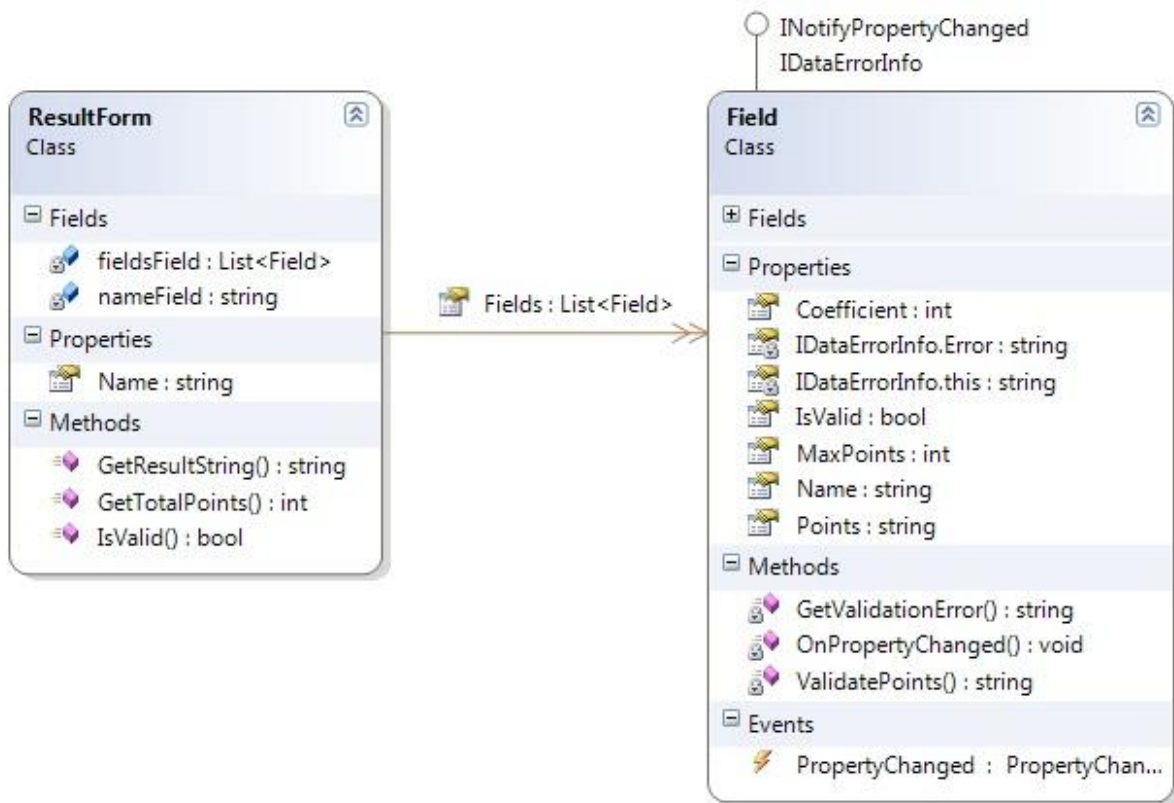 INotifyPropertyChanged
IDataErrorInfo
ResultForm
Class
Fields
fieldsField : List<Field>
nameField : string
Properties
Name : string
Methods
GetResultString() : string
GetTotalPoints() : int
IsValid() : bool
Fields : List<Field>
Field
Class
Fields
Properties
Coefficient : int
IDataErrorInfo.Error : string
IDataErrorInfo.this : string
IsValid : bool
MaxPoints : int
Name : string
Points : string
Methods
GetValidationError() : string
OnPropertyChanged() : void
ValidatePoints() : string
Events
PropertyChanged : PropertyChan...